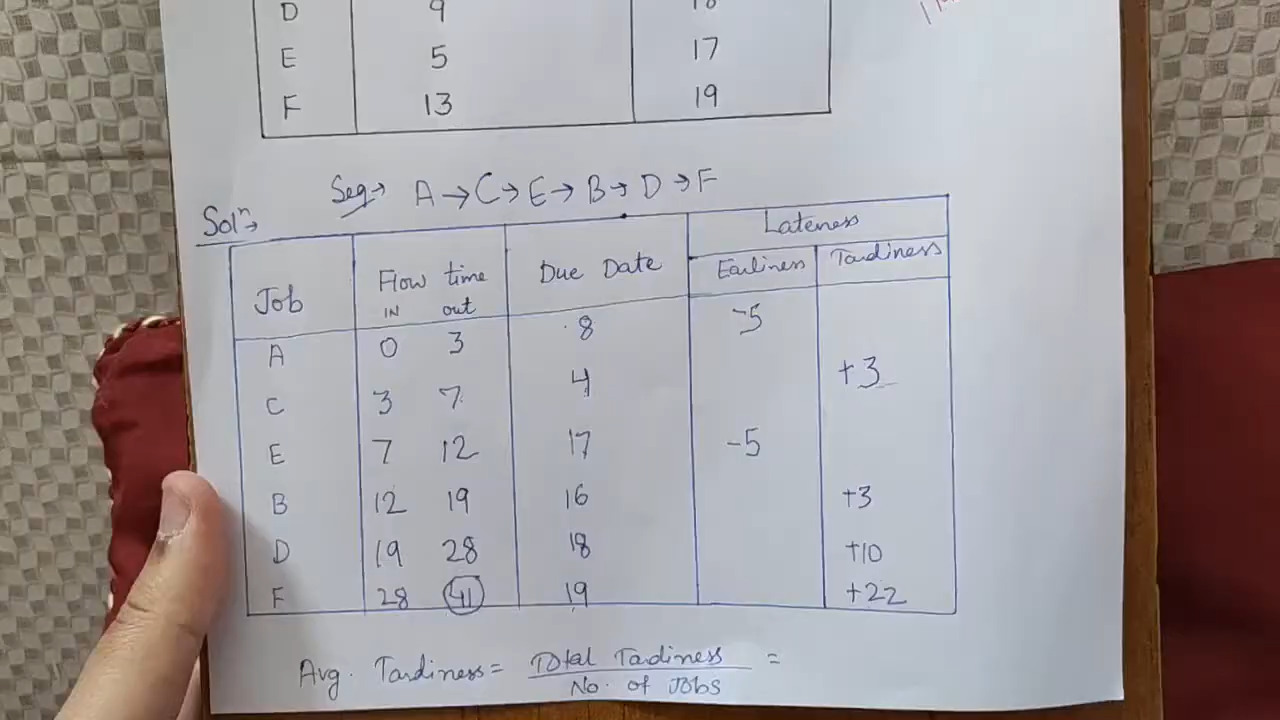 D 9 18
E 5 17
F 13 19
Seq→ A → C → E → B → D → F
Solⁿ→
Lateness
Job Flow time Due Date Earliness Tardiness
IN out
A 0 3 8 -5
C 3 7 4 +3
E 7 12 17 -5
B 12 19 16 +3
D 19 28 18 +10
F 28 41 19 +22
Avg. Tardiness = Total Tardiness =
No. of Jobs